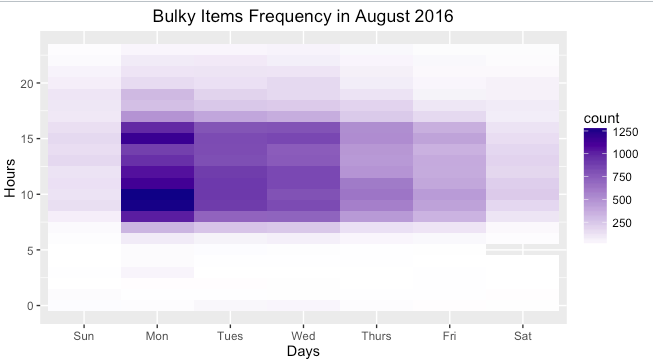 Bulky Items Frequency in August 2016
20
15
10
5
0
Hours
Sun Mon Tues Wed Thurs Fri Sat
Days
count
1250
1000
750
500
250